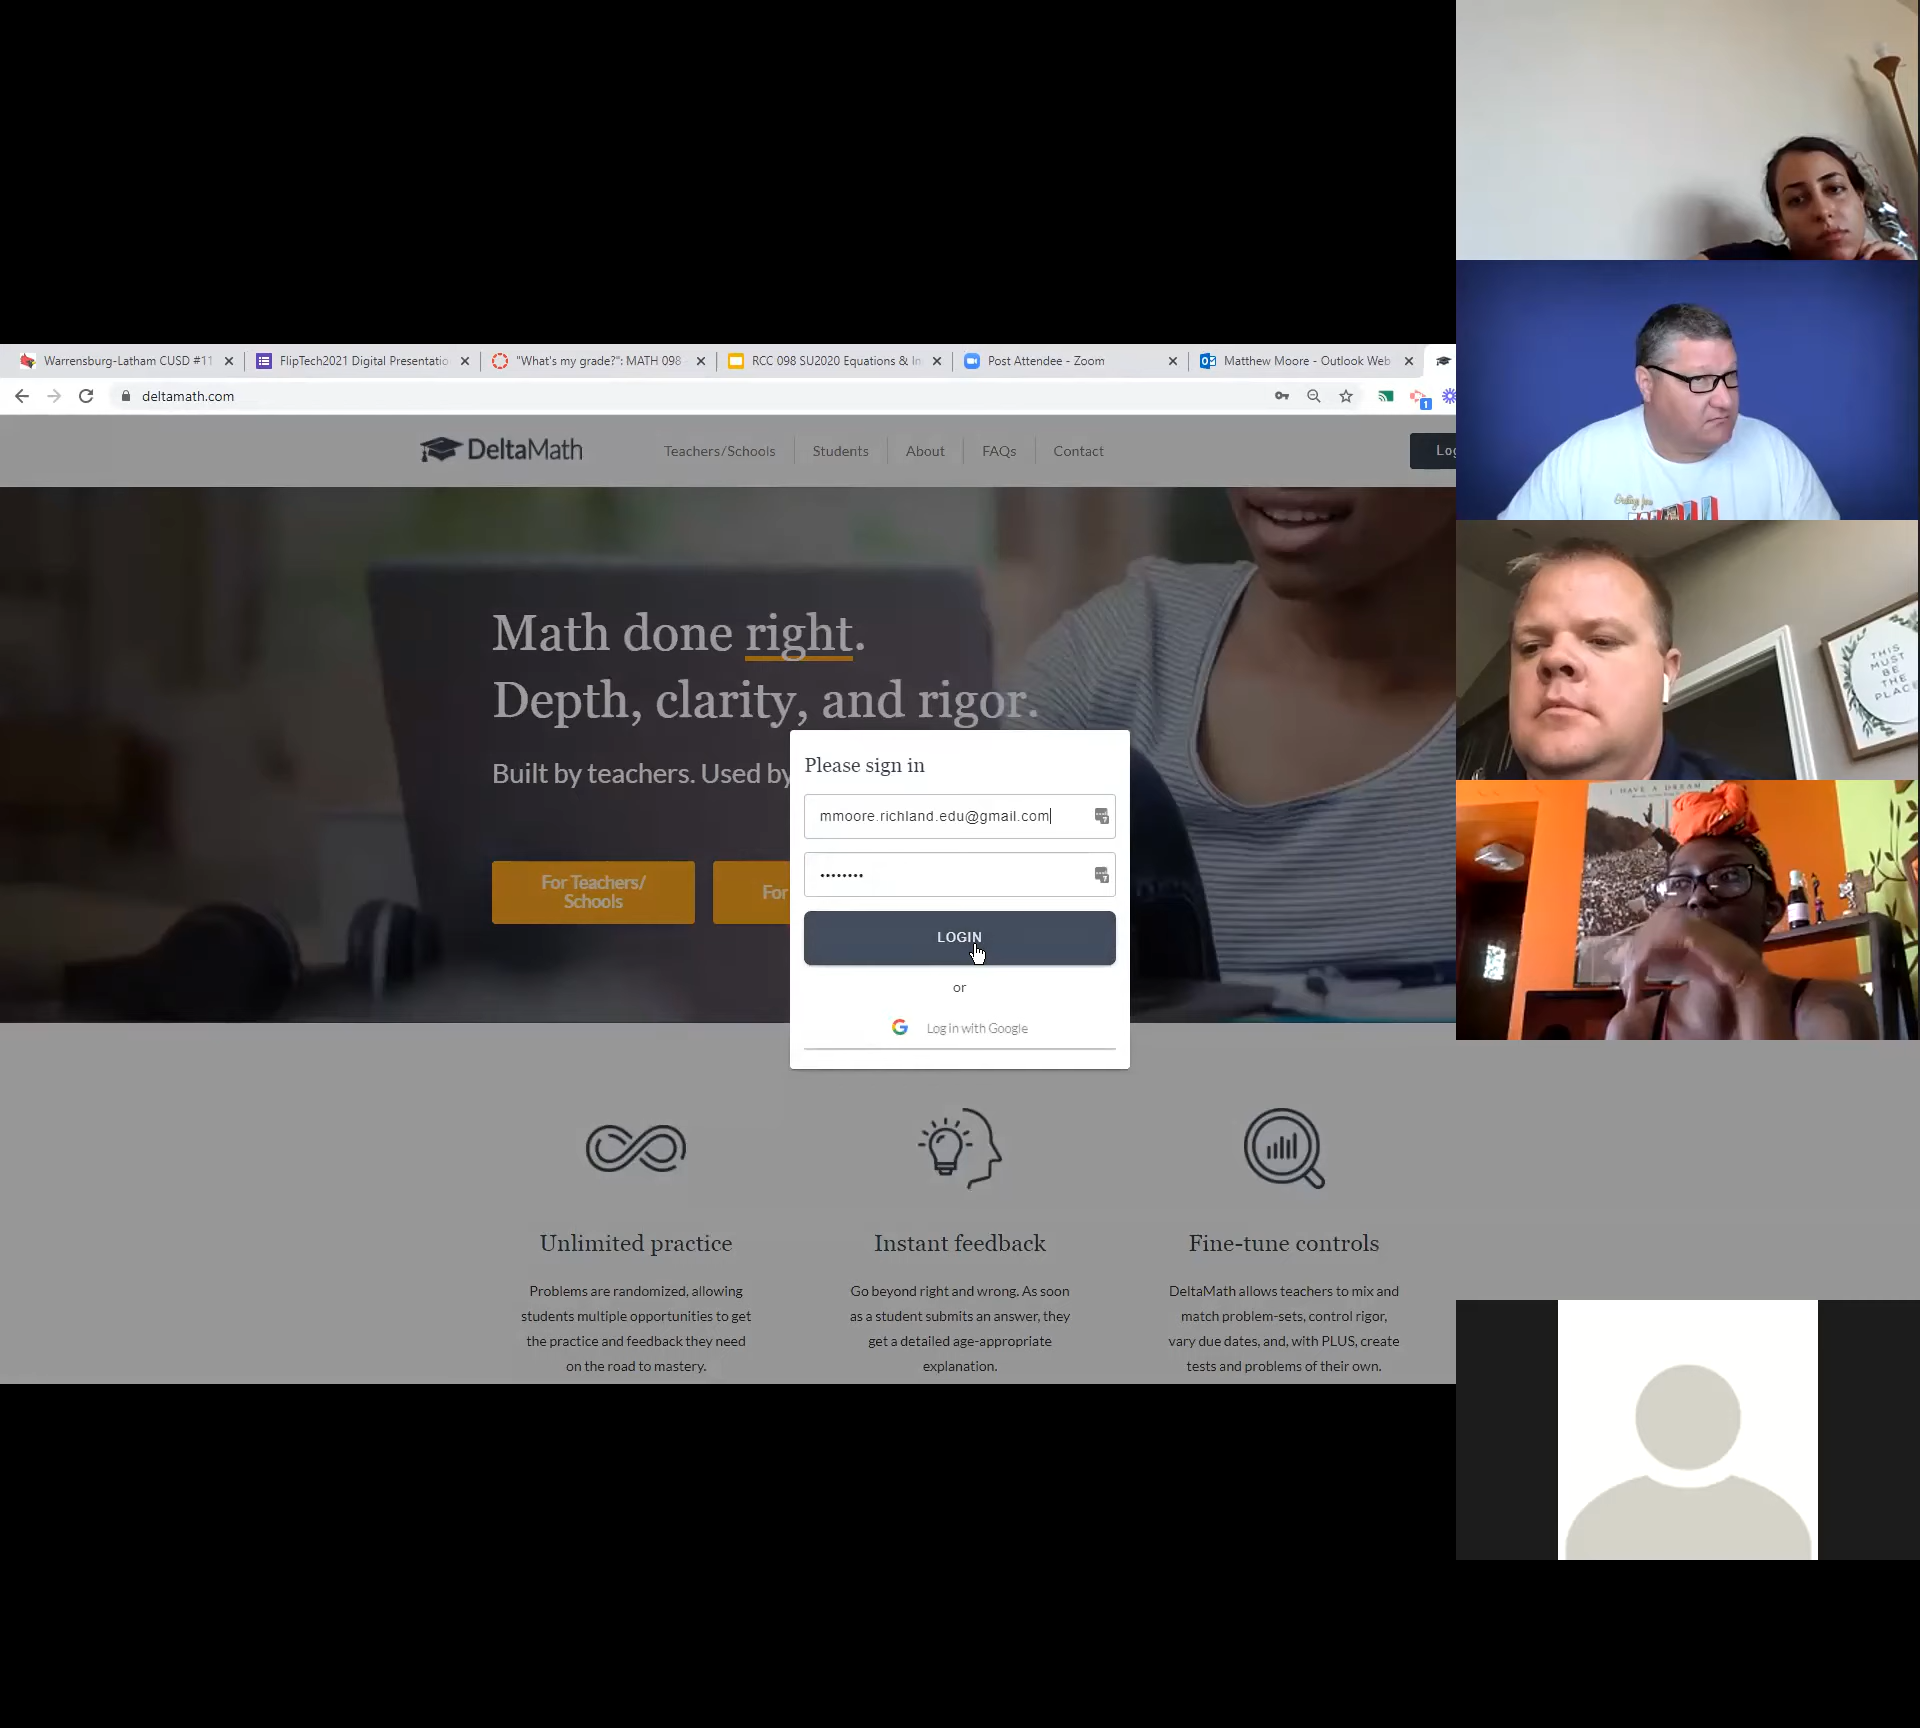 Warrensburg-Latham CUSD #11
FlipTech2021 Digital Presentatio
"What's my grade?": MATH 098
RCC 098 SU2020 Equations & In
Post Attendee - Zoom
Matthew Moore - Outlook Web
deltamath.com
1
DeltaMath
Teachers/Schools
Students
About
FAQs
Contact
Log
Math done right.
Depth, clarity, and rigor.
Built by teachers. Used by
For Teachers/
Schools
For
Please sign in
mmoore.richland.edu@gmail.com
••••••••
LOGIN
or
Log in with Google
Unlimited practice
Problems are randomized, allowing
students multiple opportunities to get
the practice and feedback they need
on the road to mastery.
Instant feedback
Go beyond right and wrong. As soon
as a student submits an answer, they
get a detailed age-appropriate
explanation.
Fine-tune controls
DeltaMath allows teachers to mix and
match problem-sets, control rigor,
vary due dates, and, with PLUS, create
tests and problems of their own.
Greetings from
THIS
MUST
BE
THE
PLACE
I HAVE A DREAM